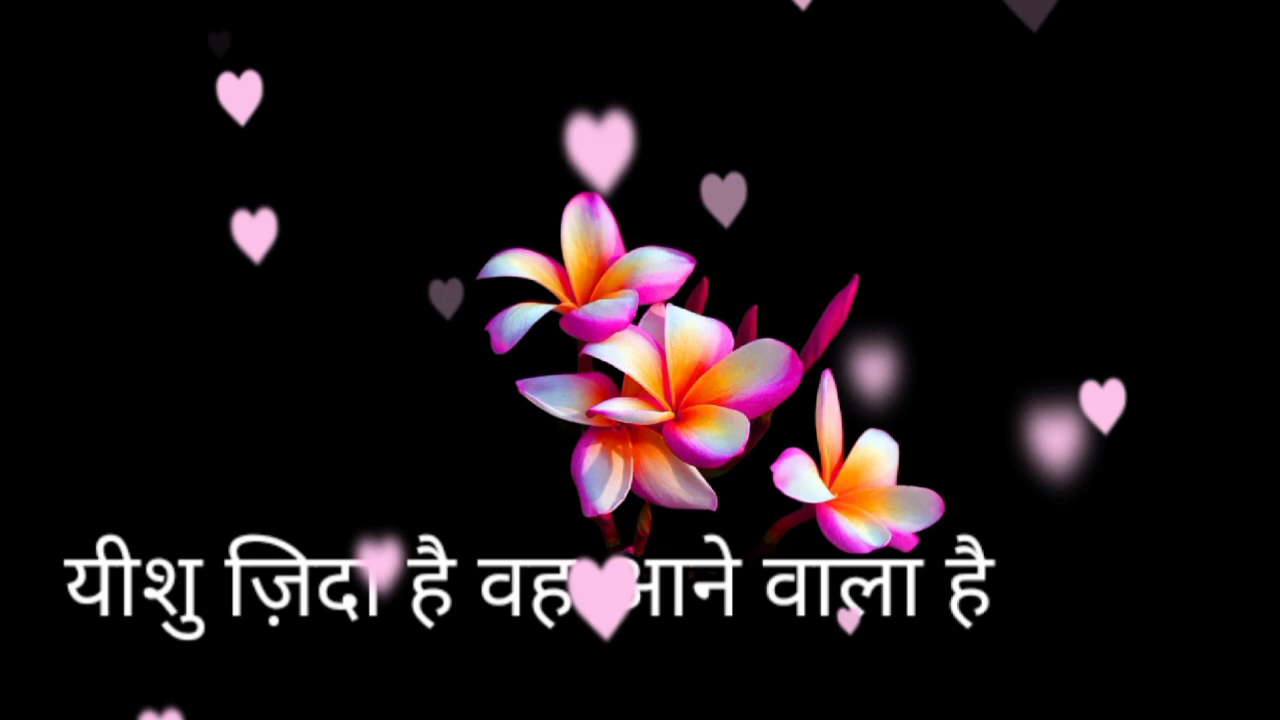 यीशु ज़िदा है वह आने वाला है